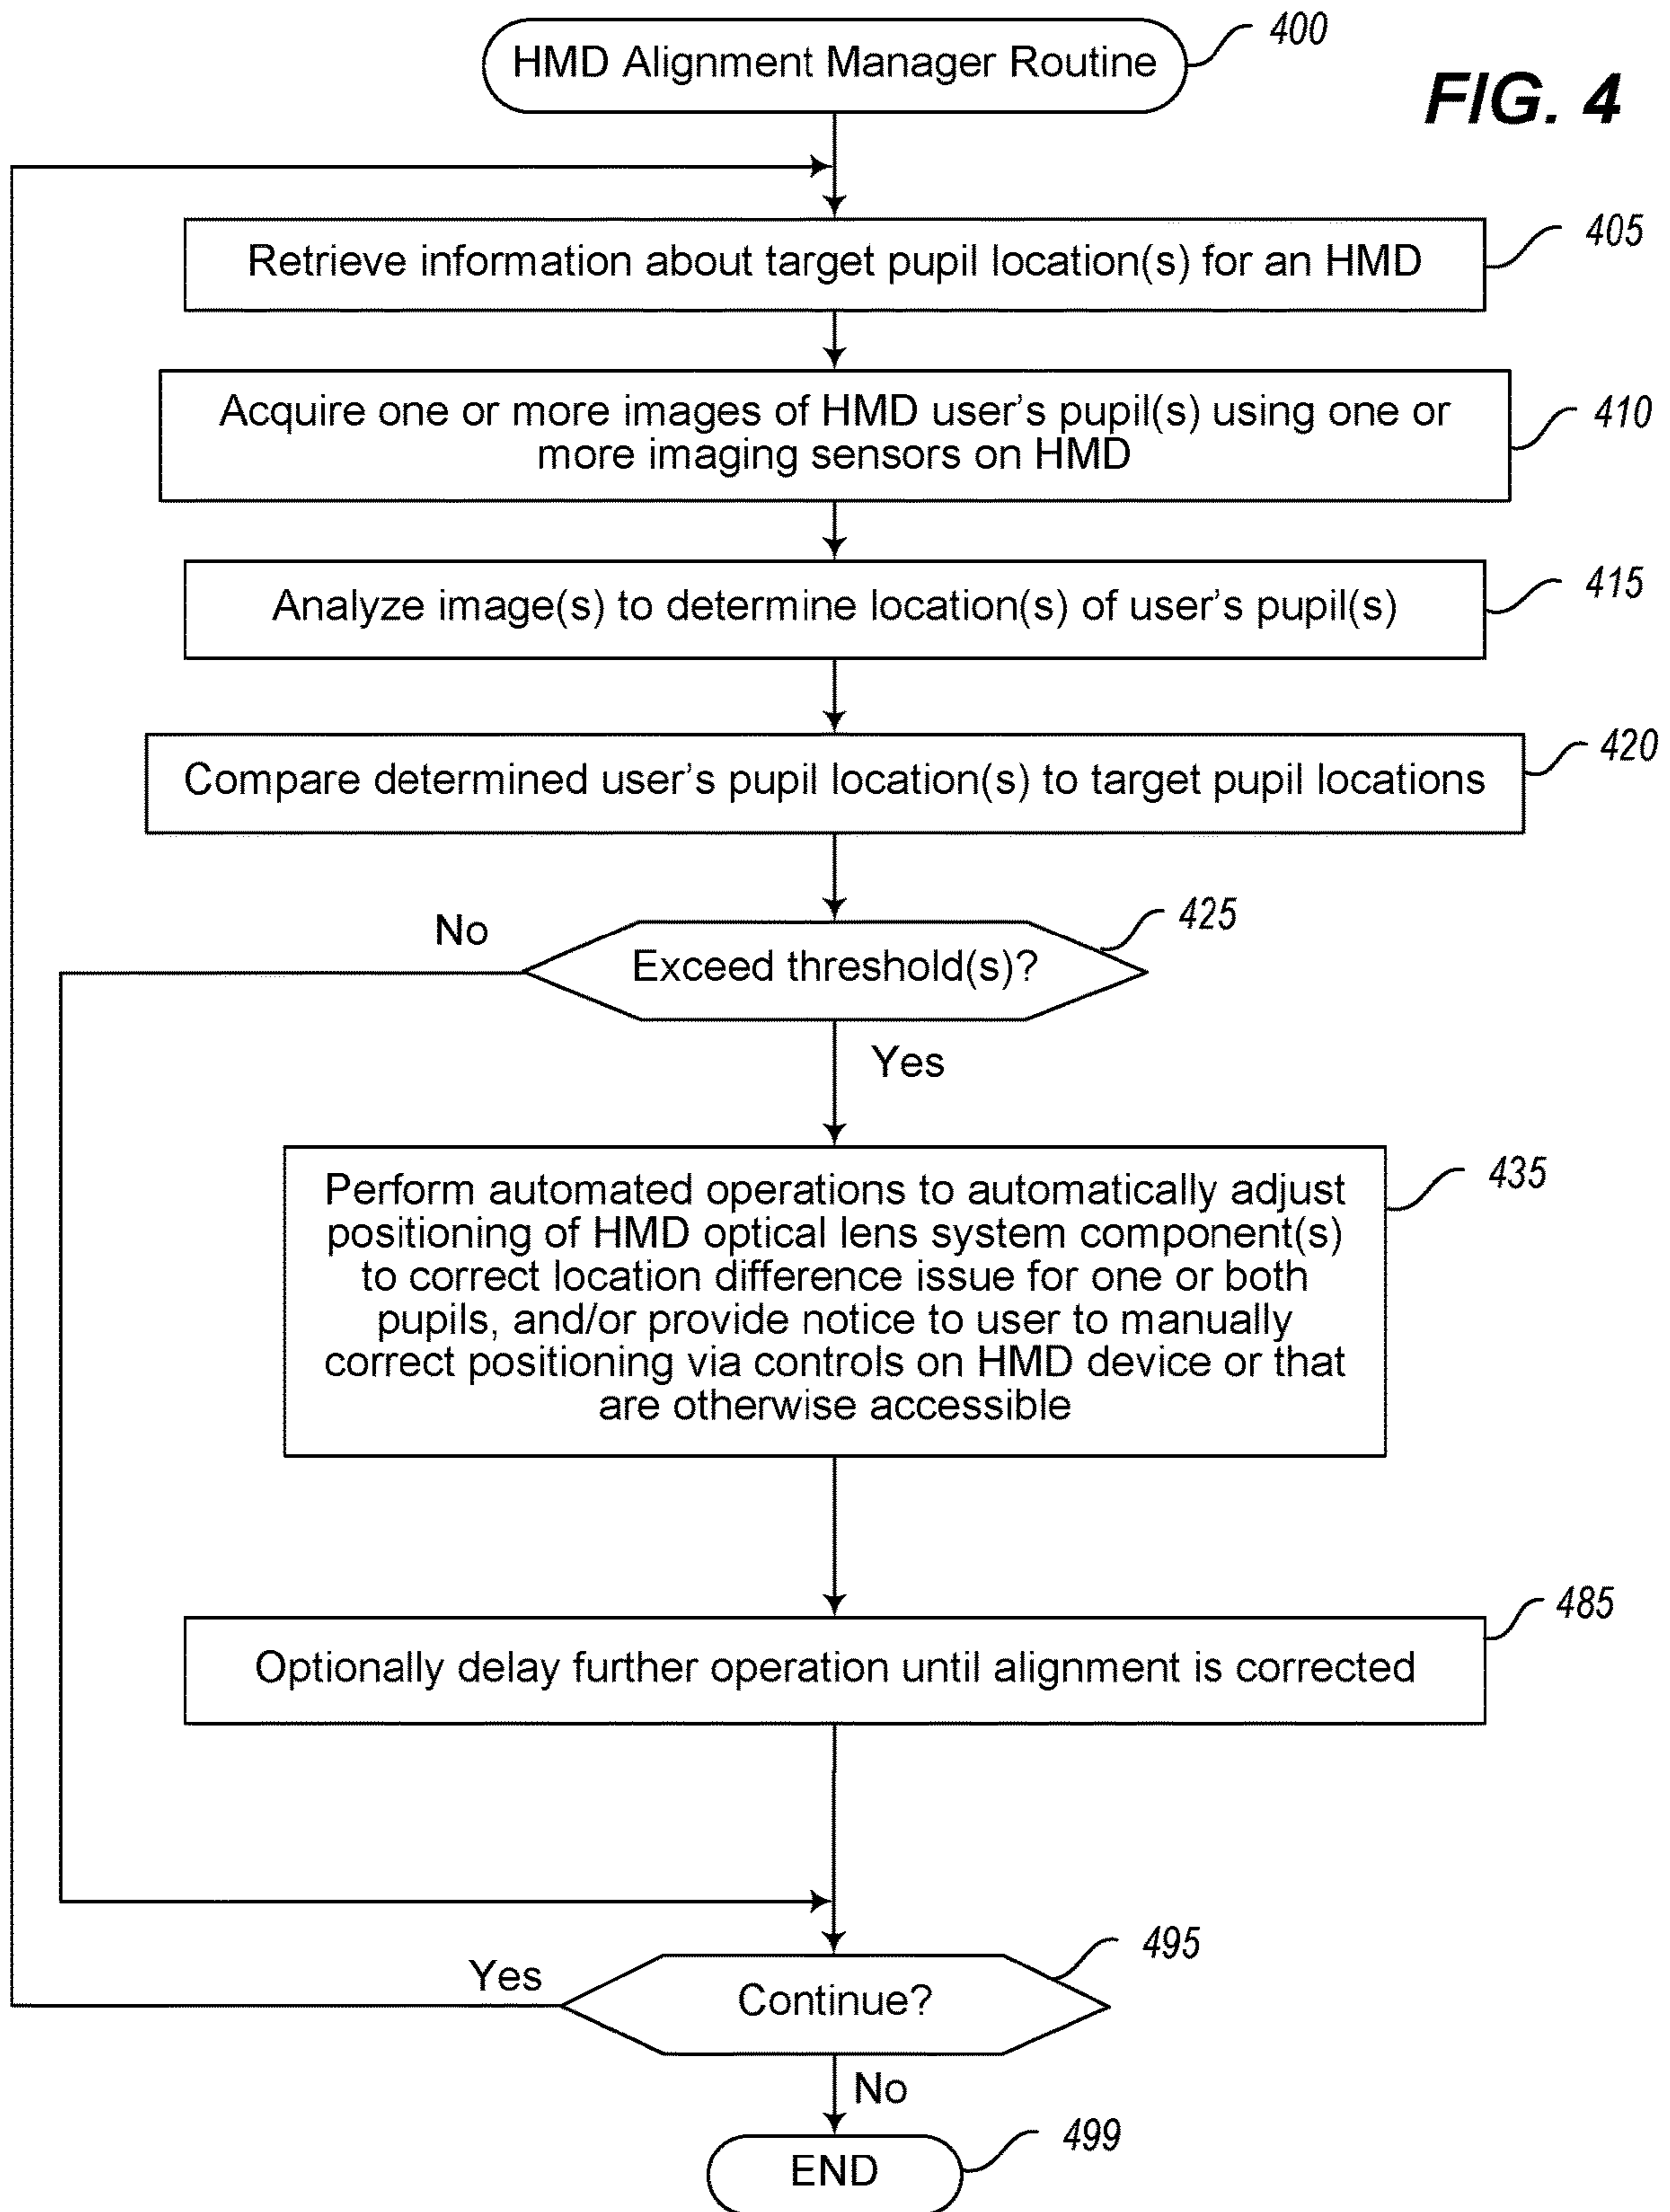 HMD Alignment Manager Routine
400
FIG. 4
Retrieve information about target pupil location(s) for an HMD
405
Acquire one or more images of HMD user's pupil(s) using one or
more imaging sensors on HMD
410
Analyze image(s) to determine location(s) of user's pupil(s)
415
Compare determined user's pupil location(s) to target pupil locations
420
No
Exceed threshold(s)?
425
Yes
Perform automated operations to automatically adjust
positioning of HMD optical lens system component(s)
to correct location difference issue for one or both
pupils, and/or provide notice to user to manually
correct positioning via controls on HMD device or that
are otherwise accessible
435
Optionally delay further operation until alignment is corrected
485
Yes
Continue?
495
No
END
499